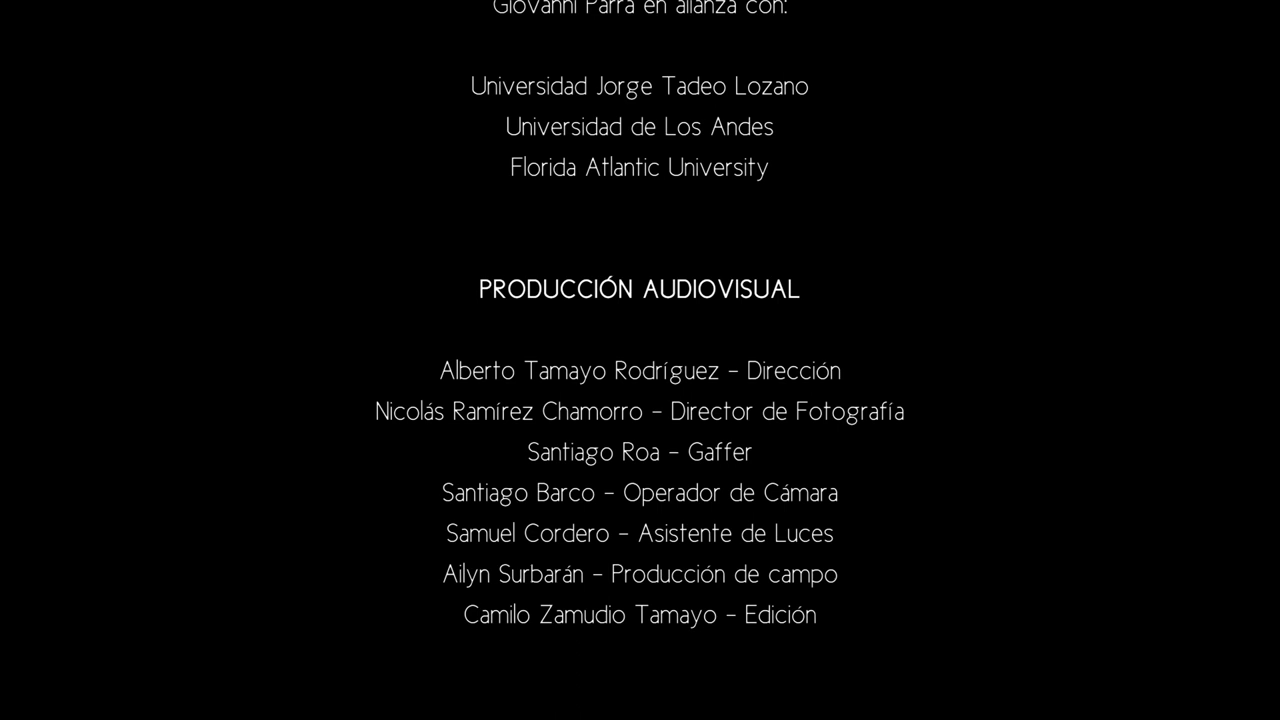 Giovanni Parra en alianza con:
Universidad Jorge Tadeo Lozano
Universidad de Los Andes
Florida Atlantic University
PRODUCCIÓN AUDIOVISUAL
Alberto Tamayo Rodríguez - Dirección
Nicolás Ramírez Chamorro - Director de Fotografía
Santiago Roa - Gaffer
Santiago Barco - Operador de Cámara
Samuel Cordero - Asistente de Luces
Ailyn Surbarán - Producción de campo
Camilo Zamudio Tamayo - Edición